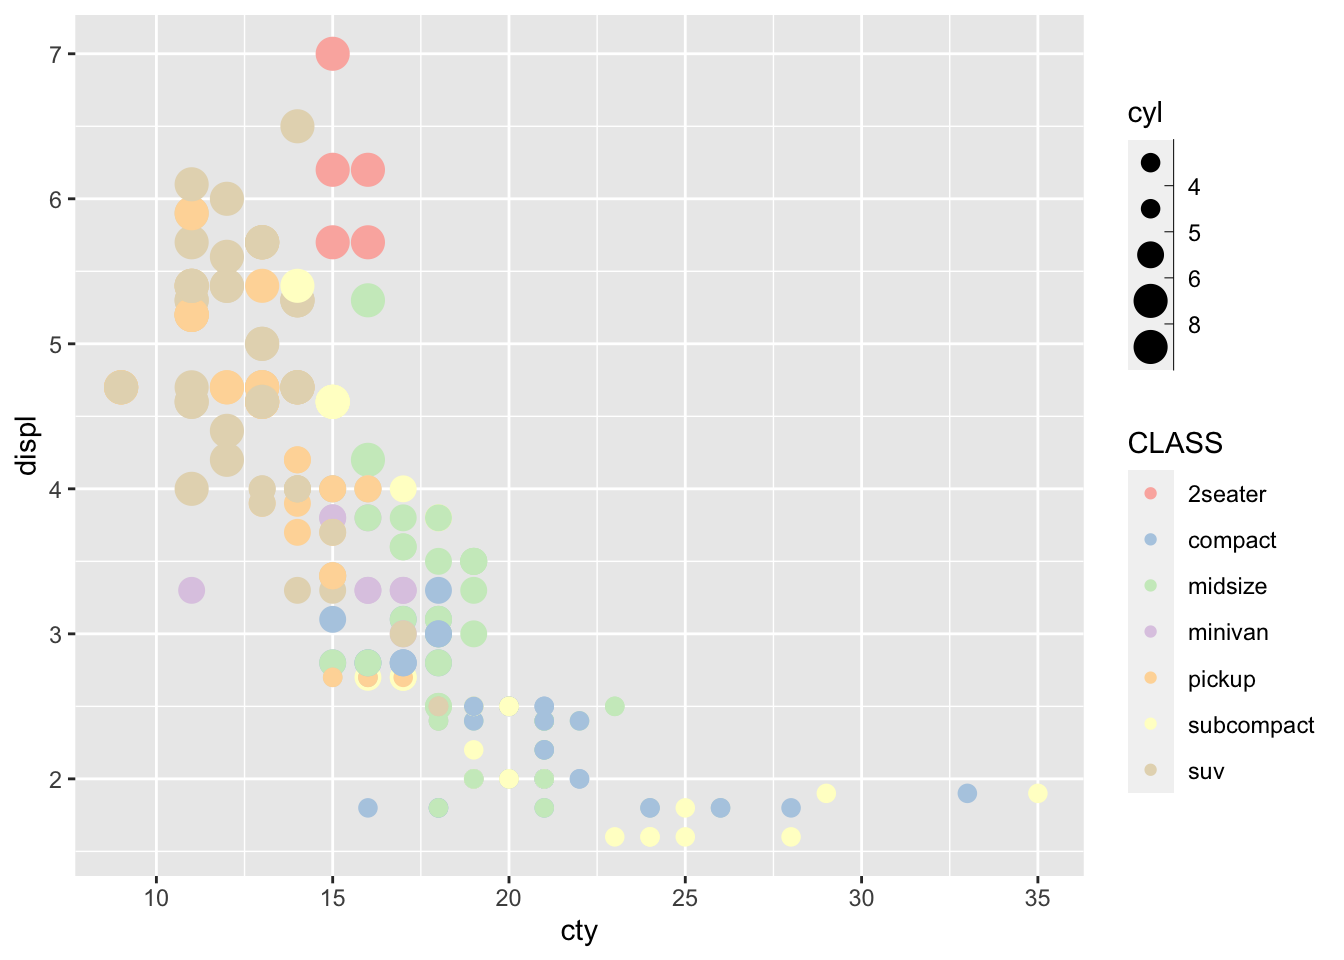 7
6
5
4
3
2
displ
10 15 20 25 30 35
cty
cyl
4
5
6
8
CLASS
2seater
compact
midsize
minivan
pickup
subcompact
suv